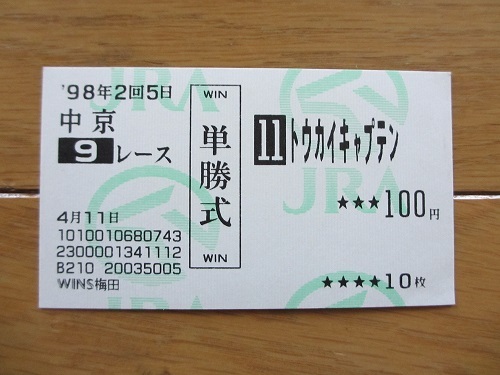 '98年2回5日
中京
9 レース
4月11日
1010010680743
2300001341112
B210 20035005
WINS梅田
WIN
単勝式
WIN
11 トウカイキャプテン
★★★100円
★★★★10枚
JRA
JRA